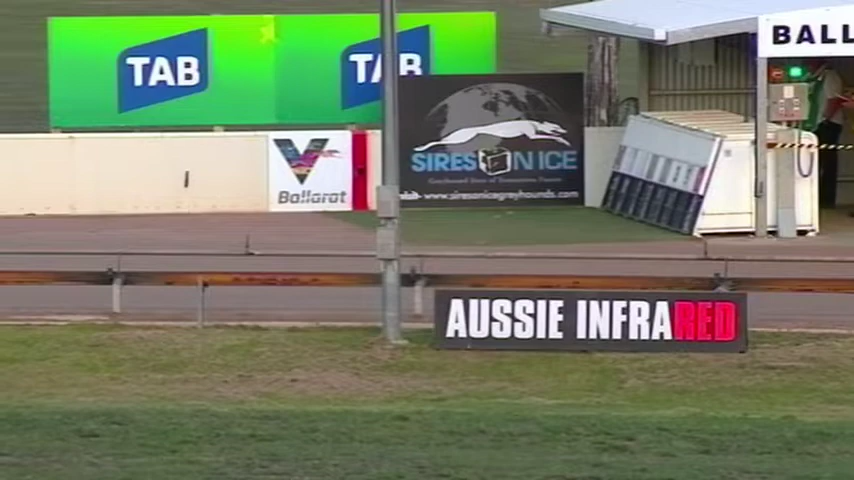 TAB
TAB
BALL
SIRES ON ICE
www.siresonicegreyhounds.com
Ballarat
AUSSIE INFRARED